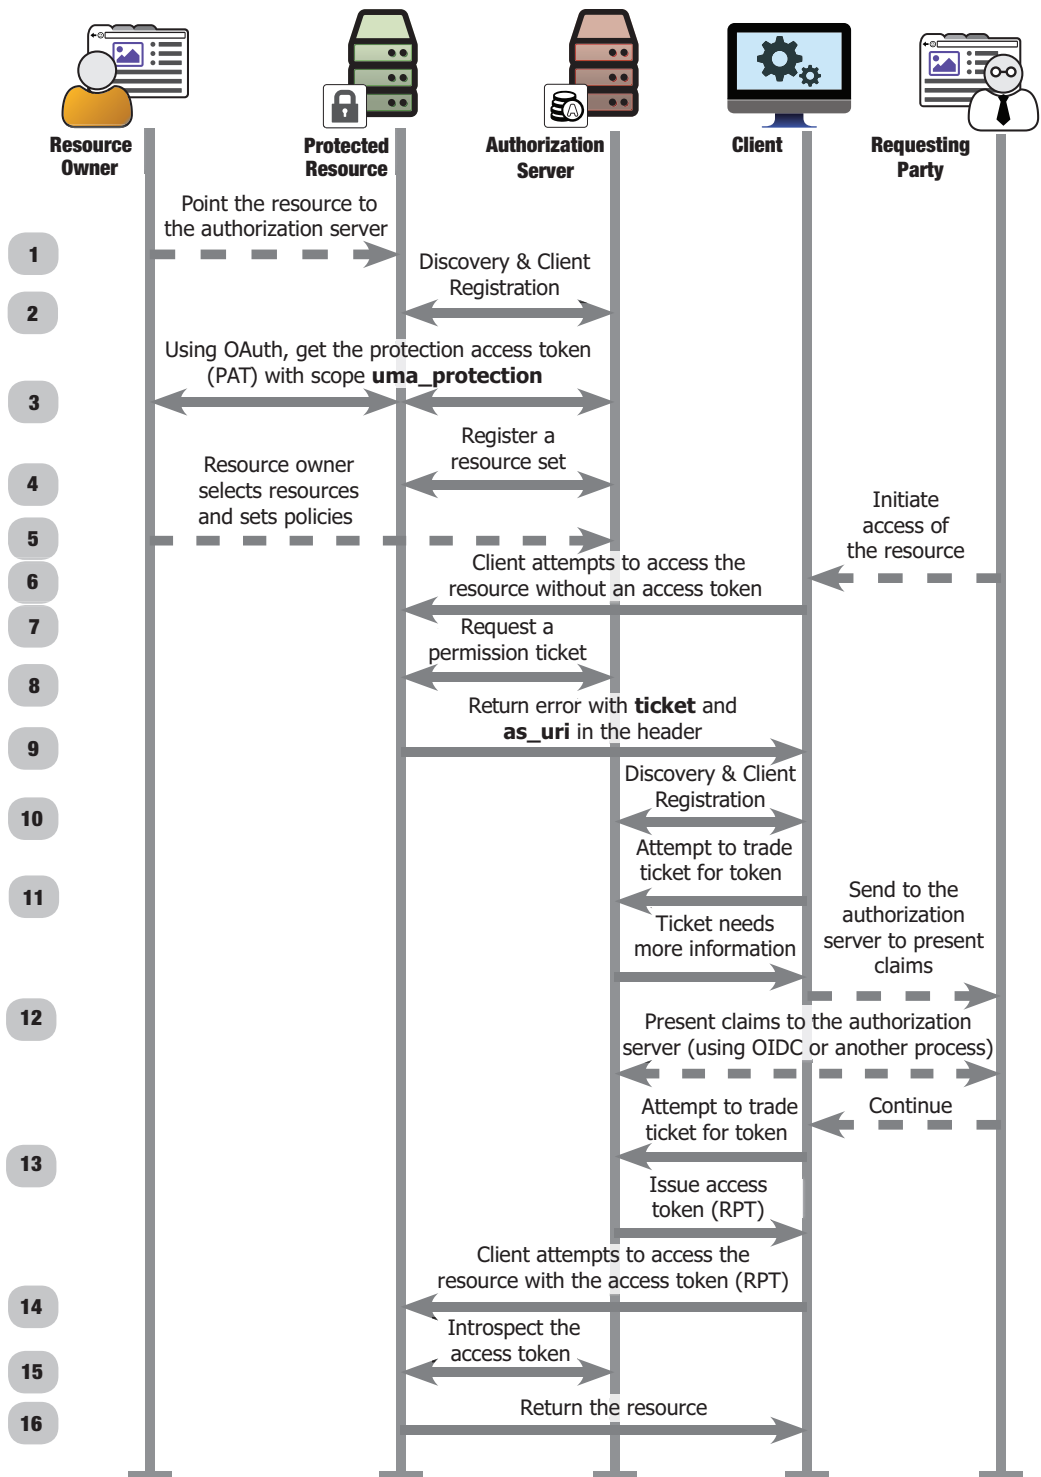 Resource
Owner
Protected
Resource
Authorization
Server
Client
Requesting
Party
A
Point the resource to
the authorization server
1
Discovery & Client
Registration
2
Using OAuth, get the protection access token
(PAT) with scope uma_protection
3
Register a
resource set
4
Resource owner
selects resources
and sets policies
5
Initiate
access of
the resource
6
Client attempts to access the
resource without an access token
7
Request a
permission ticket
8
Return error with ticket and
as_uri in the header
9
Discovery & Client
Registration
10
Attempt to trade
ticket for token
11
Ticket needs
more information
Send to the
authorization
server to present
claims
12
Present claims to the authorization
server (using OIDC or another process)
Continue
Attempt to trade
ticket for token
13
Issue access
token (RPT)
Client attempts to access the
resource with the access token (RPT)
14
Introspect the
access token
15
Return the resource
16